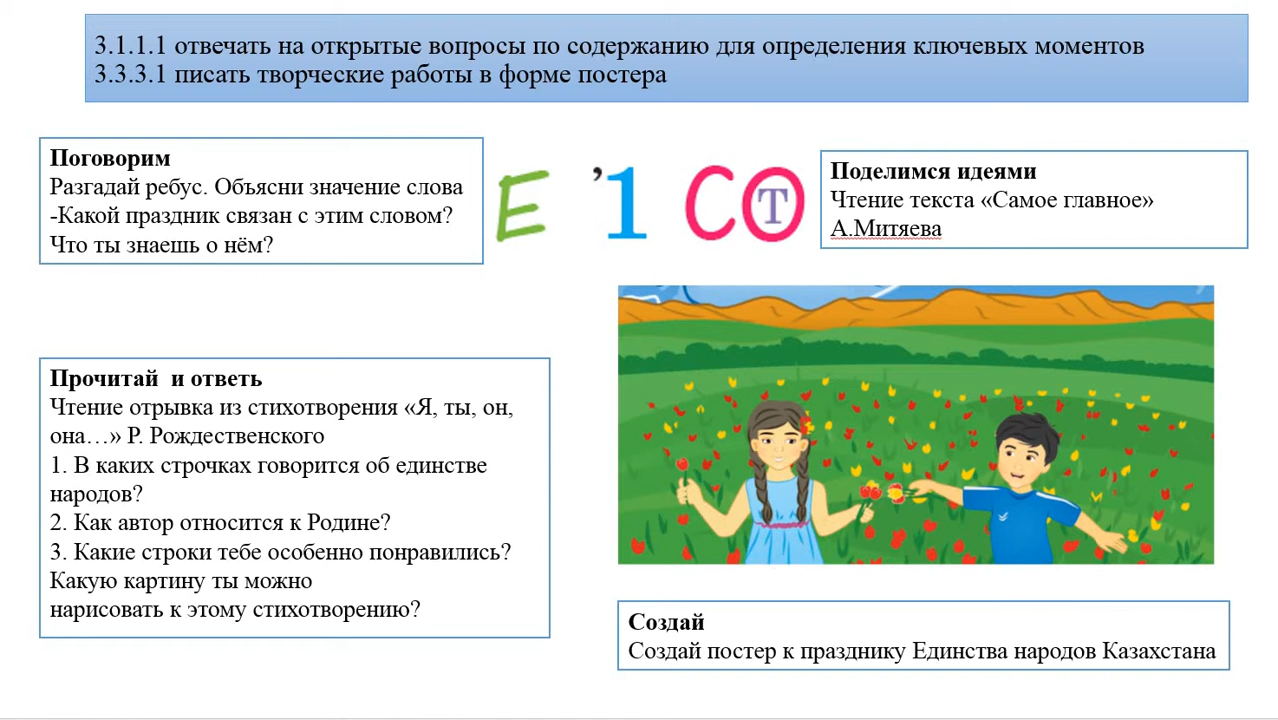 3.1.1.1 отвечать на открытые вопросы по содержанию для определения ключевых моментов
3.3.3.1 писать творческие работы в форме постера
Поговорим
Разгадай ребус. Объясни значение слова
-Какой праздник связан с этим словом?
Что ты знаешь о нём?
Е ’1 СО Т
Поделимся идеями
Чтение текста «Самое главное»
А.Митяева
Прочитай и ответь
Чтение отрывка из стихотворения «Я, ты, он,
она…» Р. Рождественского
1. В каких строчках говорится об единстве
народов?
2. Как автор относится к Родине?
3. Какие строки тебе особенно понравились?
Какую картину ты можно
нарисовать к этому стихотворению?
Создай
Создай постер к празднику Единства народов Казахстана